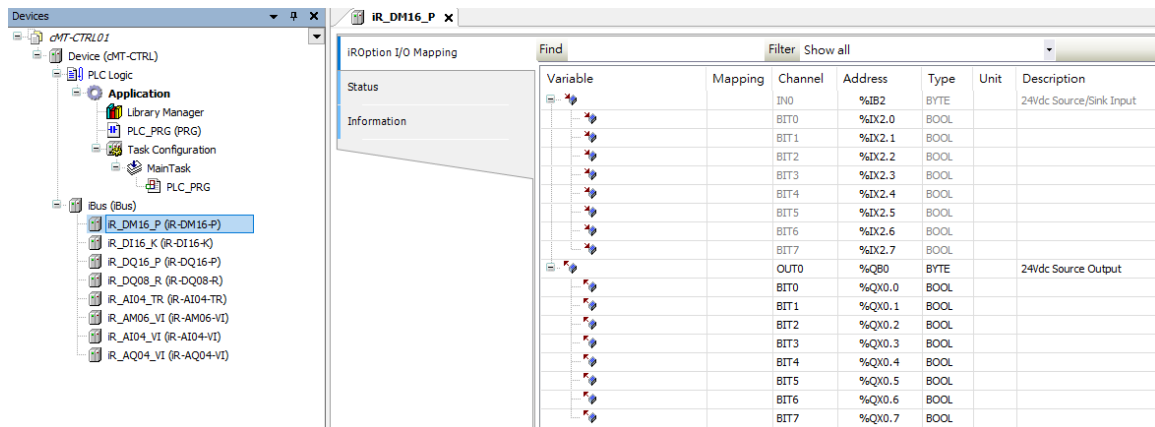 Devices
cMT-CTRL01
Device (cMT-CTRL)
PLC Logic
Application
Library Manager
PLC_PRG (PRG)
Task Configuration
MainTask
PLC_PRG
iBus (iBus)
iR_DM16_P (iR-DM16-P)
iR_DI16_K (iR-DI16-K)
iR_DQ16_P (iR-DQ16-P)
iR_DQ08_R (iR-DQ08-R)
iR_AI04_TR (iR-AI04-TR)
iR_AM06_VI (iR-AM06-VI)
iR_AI04_VI (iR-AI04-VI)
iR_AQ04_VI (iR-AQ04-VI)
iR_DM16_P
iROption I/O Mapping
Status
Information
Find Filter Show all
Variable Mapping Channel Address Type Unit Description
IN0 %IB2 BYTE 24Vdc Source/Sink Input
BIT0 %IX2.0 BOOL
BIT1 %IX2.1 BOOL
BIT2 %IX2.2 BOOL
BIT3 %IX2.3 BOOL
BIT4 %IX2.4 BOOL
BIT5 %IX2.5 BOOL
BIT6 %IX2.6 BOOL
BIT7 %IX2.7 BOOL
OUT0 %QB0 BYTE 24Vdc Source Output
BIT0 %QX0.0 BOOL
BIT1 %QX0.1 BOOL
BIT2 %QX0.2 BOOL
BIT3 %QX0.3 BOOL
BIT4 %QX0.4 BOOL
BIT5 %QX0.5 BOOL
BIT6 %QX0.6 BOOL
BIT7 %QX0.7 BOOL